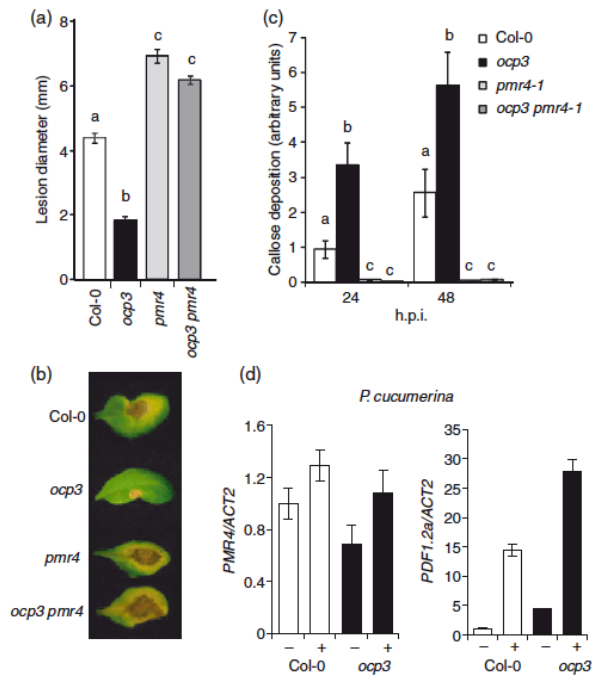 (a)
Lesion diameter (mm)
8
6
4
2
0
a
b
c
c
Col-0
ocp3
pmr4
ocp3 pmr4
(c)
Col-0
ocp3
pmr4-1
ocp3 pmr4-1
Callose deposition (arbitrary units)
7
6
5
4
3
2
1
0
a
b
c
c
a
b
c
c
24
48
h.p.i.
(b)
Col-0
ocp3
pmr4
ocp3 pmr4
(d)
P. cucumerina
PMR4/ACT2
1.6
1.2
0.8
0.4
0
– + – +
Col-0 ocp3
PDF1.2a/ACT2
35
30
25
20
15
10
5
0
– + – +
Col-0 ocp3